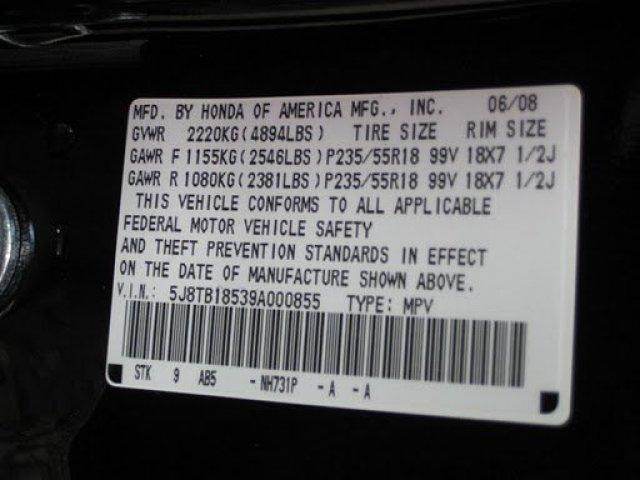 MFD. BY HONDA OF AMERICA MFG., INC. 06/08
GVWR 2220KG(4894LBS) TIRE SIZE RIM SIZE
GAWR F 1155KG(2546LBS)P235/55R18 99V 18X7 1/2J
GAWR R 1080KG(2381LBS)P235/55R18 99V 18X7 1/2J
THIS VEHICLE CONFORMS TO ALL APPLICABLE
FEDERAL MOTOR VEHICLE SAFETY
AND THEFT PREVENTION STANDARDS IN EFFECT
ON THE DATE OF MANUFACTURE SHOWN ABOVE.
V.I.N.: 5J8TB18539A000855 TYPE: MPV
STK 9 AB5 -NH731P -A -A